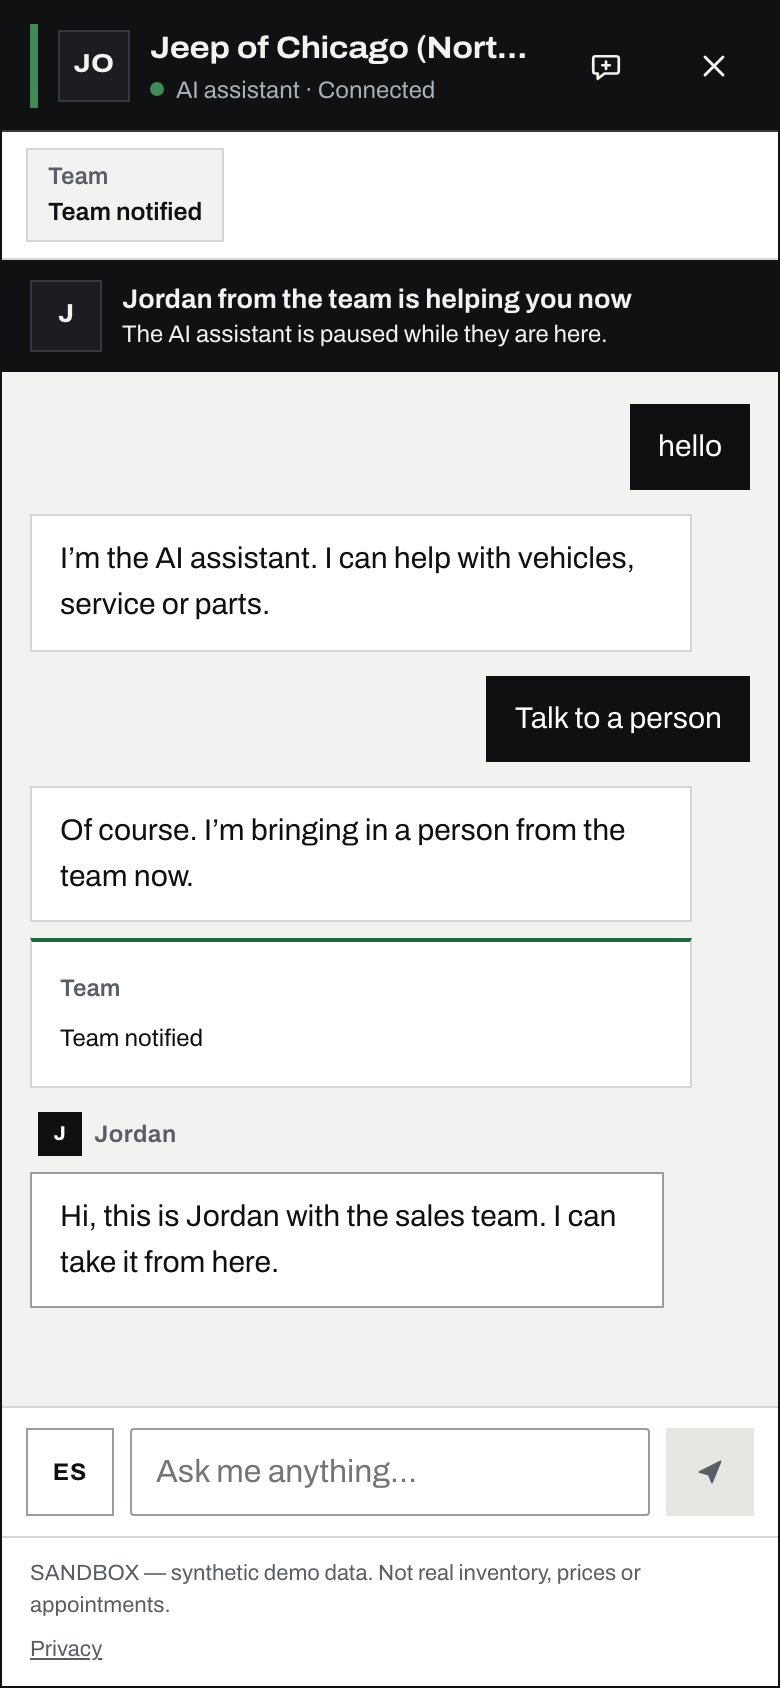 JO
Jeep of Chicago (Nort...
AI assistant · Connected
Team
Team notified
J
Jordan from the team is helping you now
The AI assistant is paused while they are here.
hello
I’m the AI assistant. I can help with vehicles,
service or parts.
Talk to a person
Of course. I’m bringing in a person from the
team now.
Team
Team notified
J
Jordan
Hi, this is Jordan with the sales team. I can
take it from here.
ES
Ask me anything...
SANDBOX — synthetic demo data. Not real inventory, prices or
appointments.
Privacy